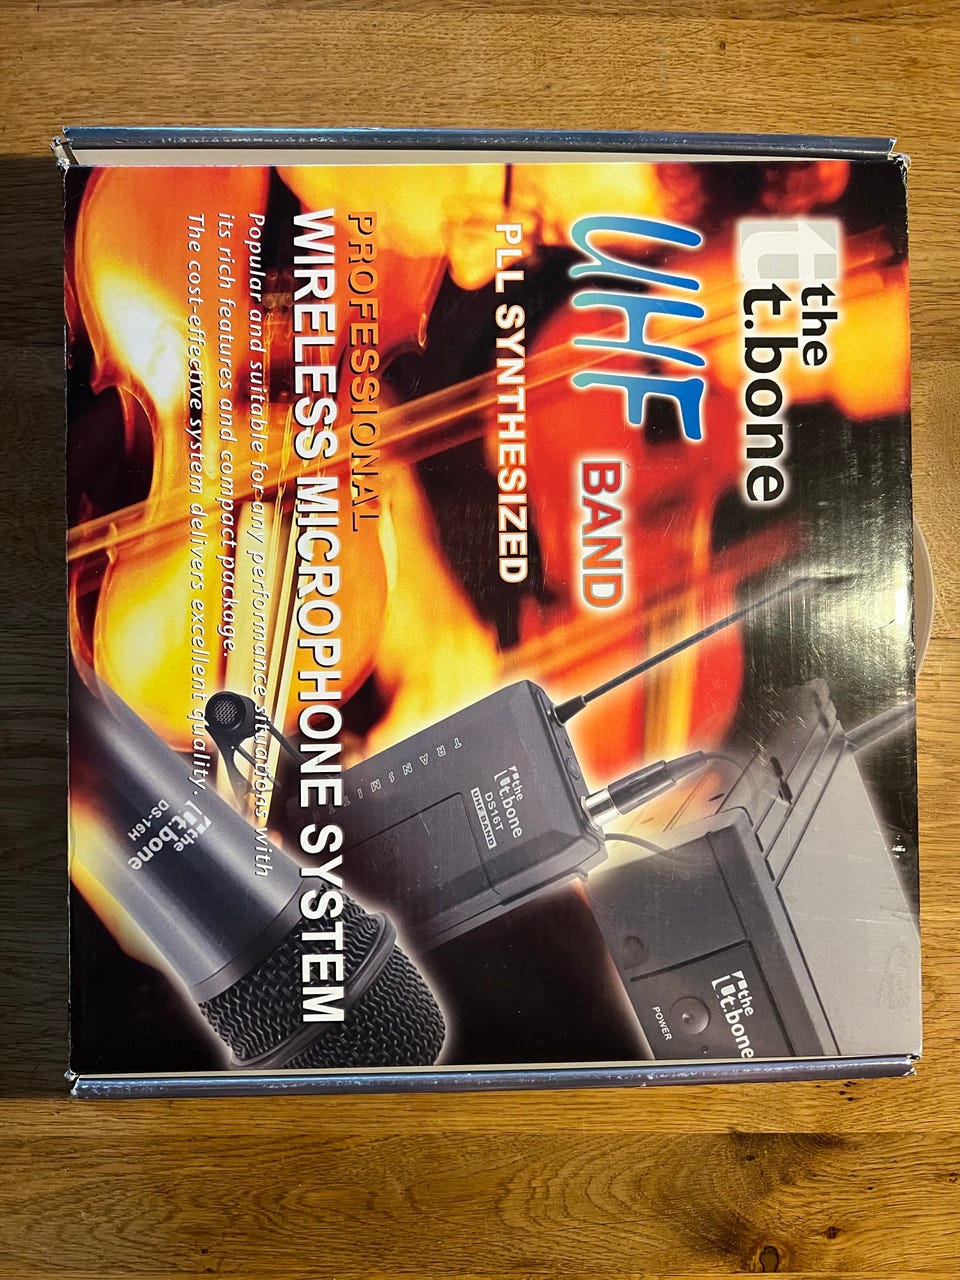 the
t.bone
UHF BAND
PLL SYNTHESIZED
PROFESSIONAL
WIRELESS MICROPHONE SYSTEM
Popular and suitable for any performance situations with
its rich features and compact package.
The cost-effective system delivers excellent quality.
the
t.bone
POWER
the
t.bone
DS16T
UHF BAND
TRANSMIT
the
t.bone
DS-16H